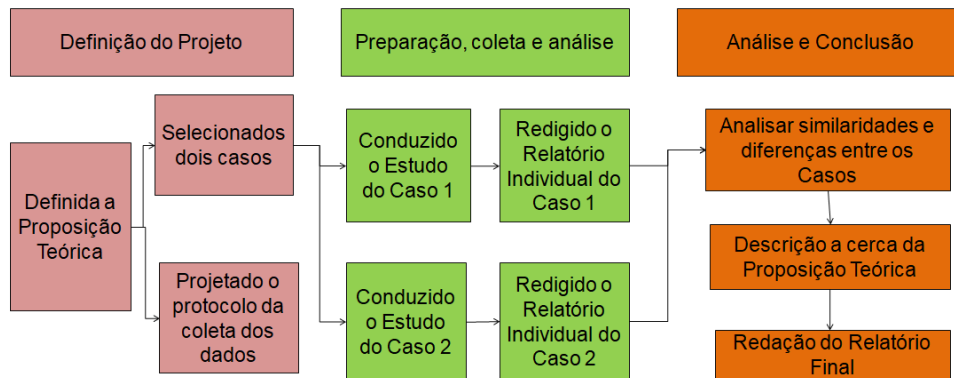 Definição do Projeto
Preparação, coleta e análise
Análise e Conclusão
Definida a
Proposição
Teórica
Selecionados
dois casos
Projetado o
protocolo da
coleta dos
dados
Conduzido
o Estudo
do Caso 1
Redigido o
Relatório
Individual do
Caso 1
Conduzido
o Estudo
do Caso 2
Redigido o
Relatório
Individual do
Caso 2
Analisar similaridades e
diferenças entre os
Casos
Descrição a cerca da
Proposição Teórica
Redação do Relatório
Final